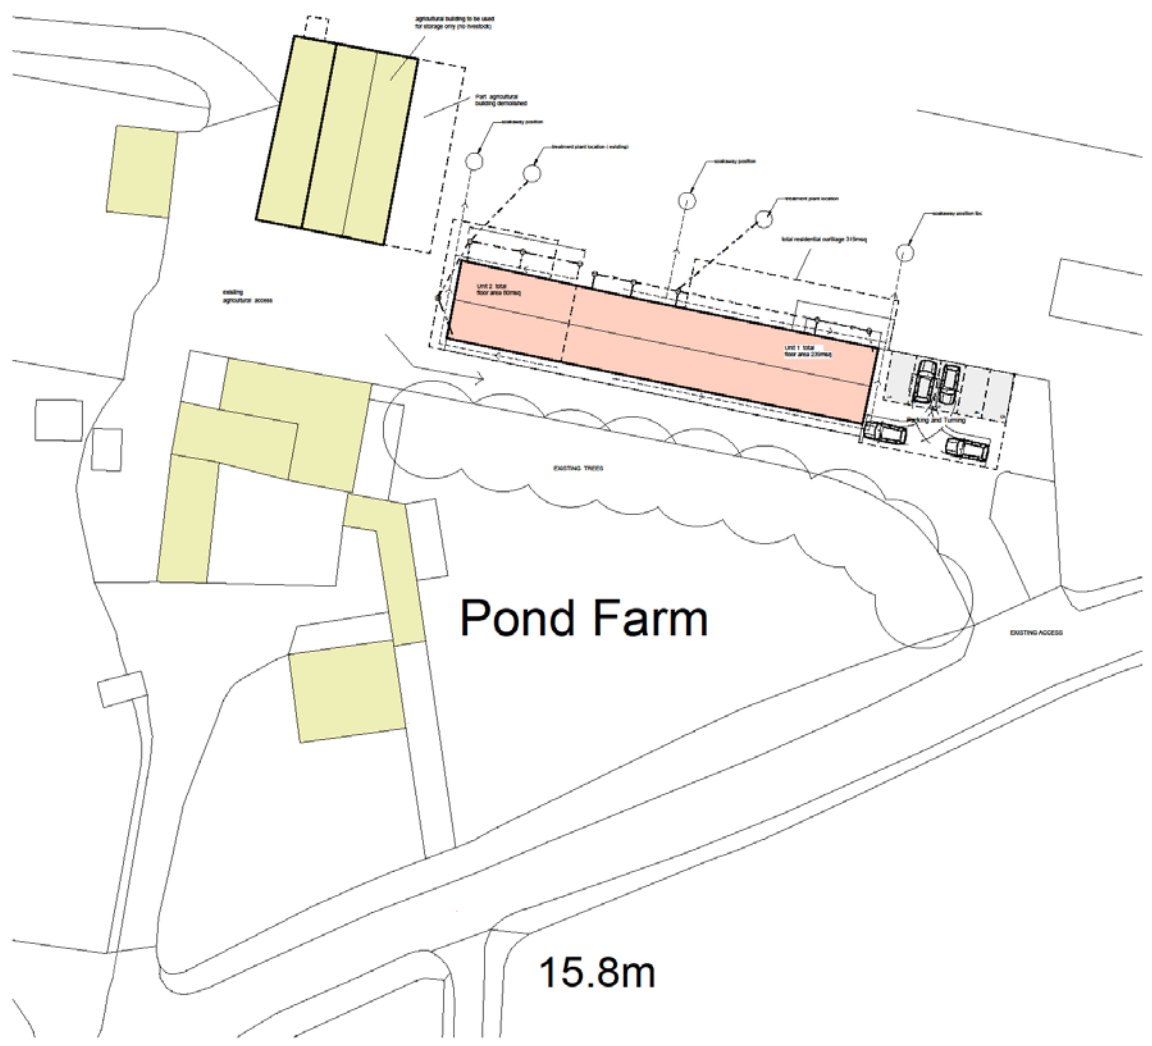 agricultural building to be used
for storage only (no livestock)
Part agricultural
building demolished
soakaway position
treatment plant location ( existing)
soakaway position
treatment plant location
soakaway position tbc
total residential curtilage 319msq
existing
agricultural access
Unit 2. total
floor area
Unit 1 total
floor area
Parking and Turning
EXISTING TREES
Pond Farm
EXISTING ACCESS
15.8m